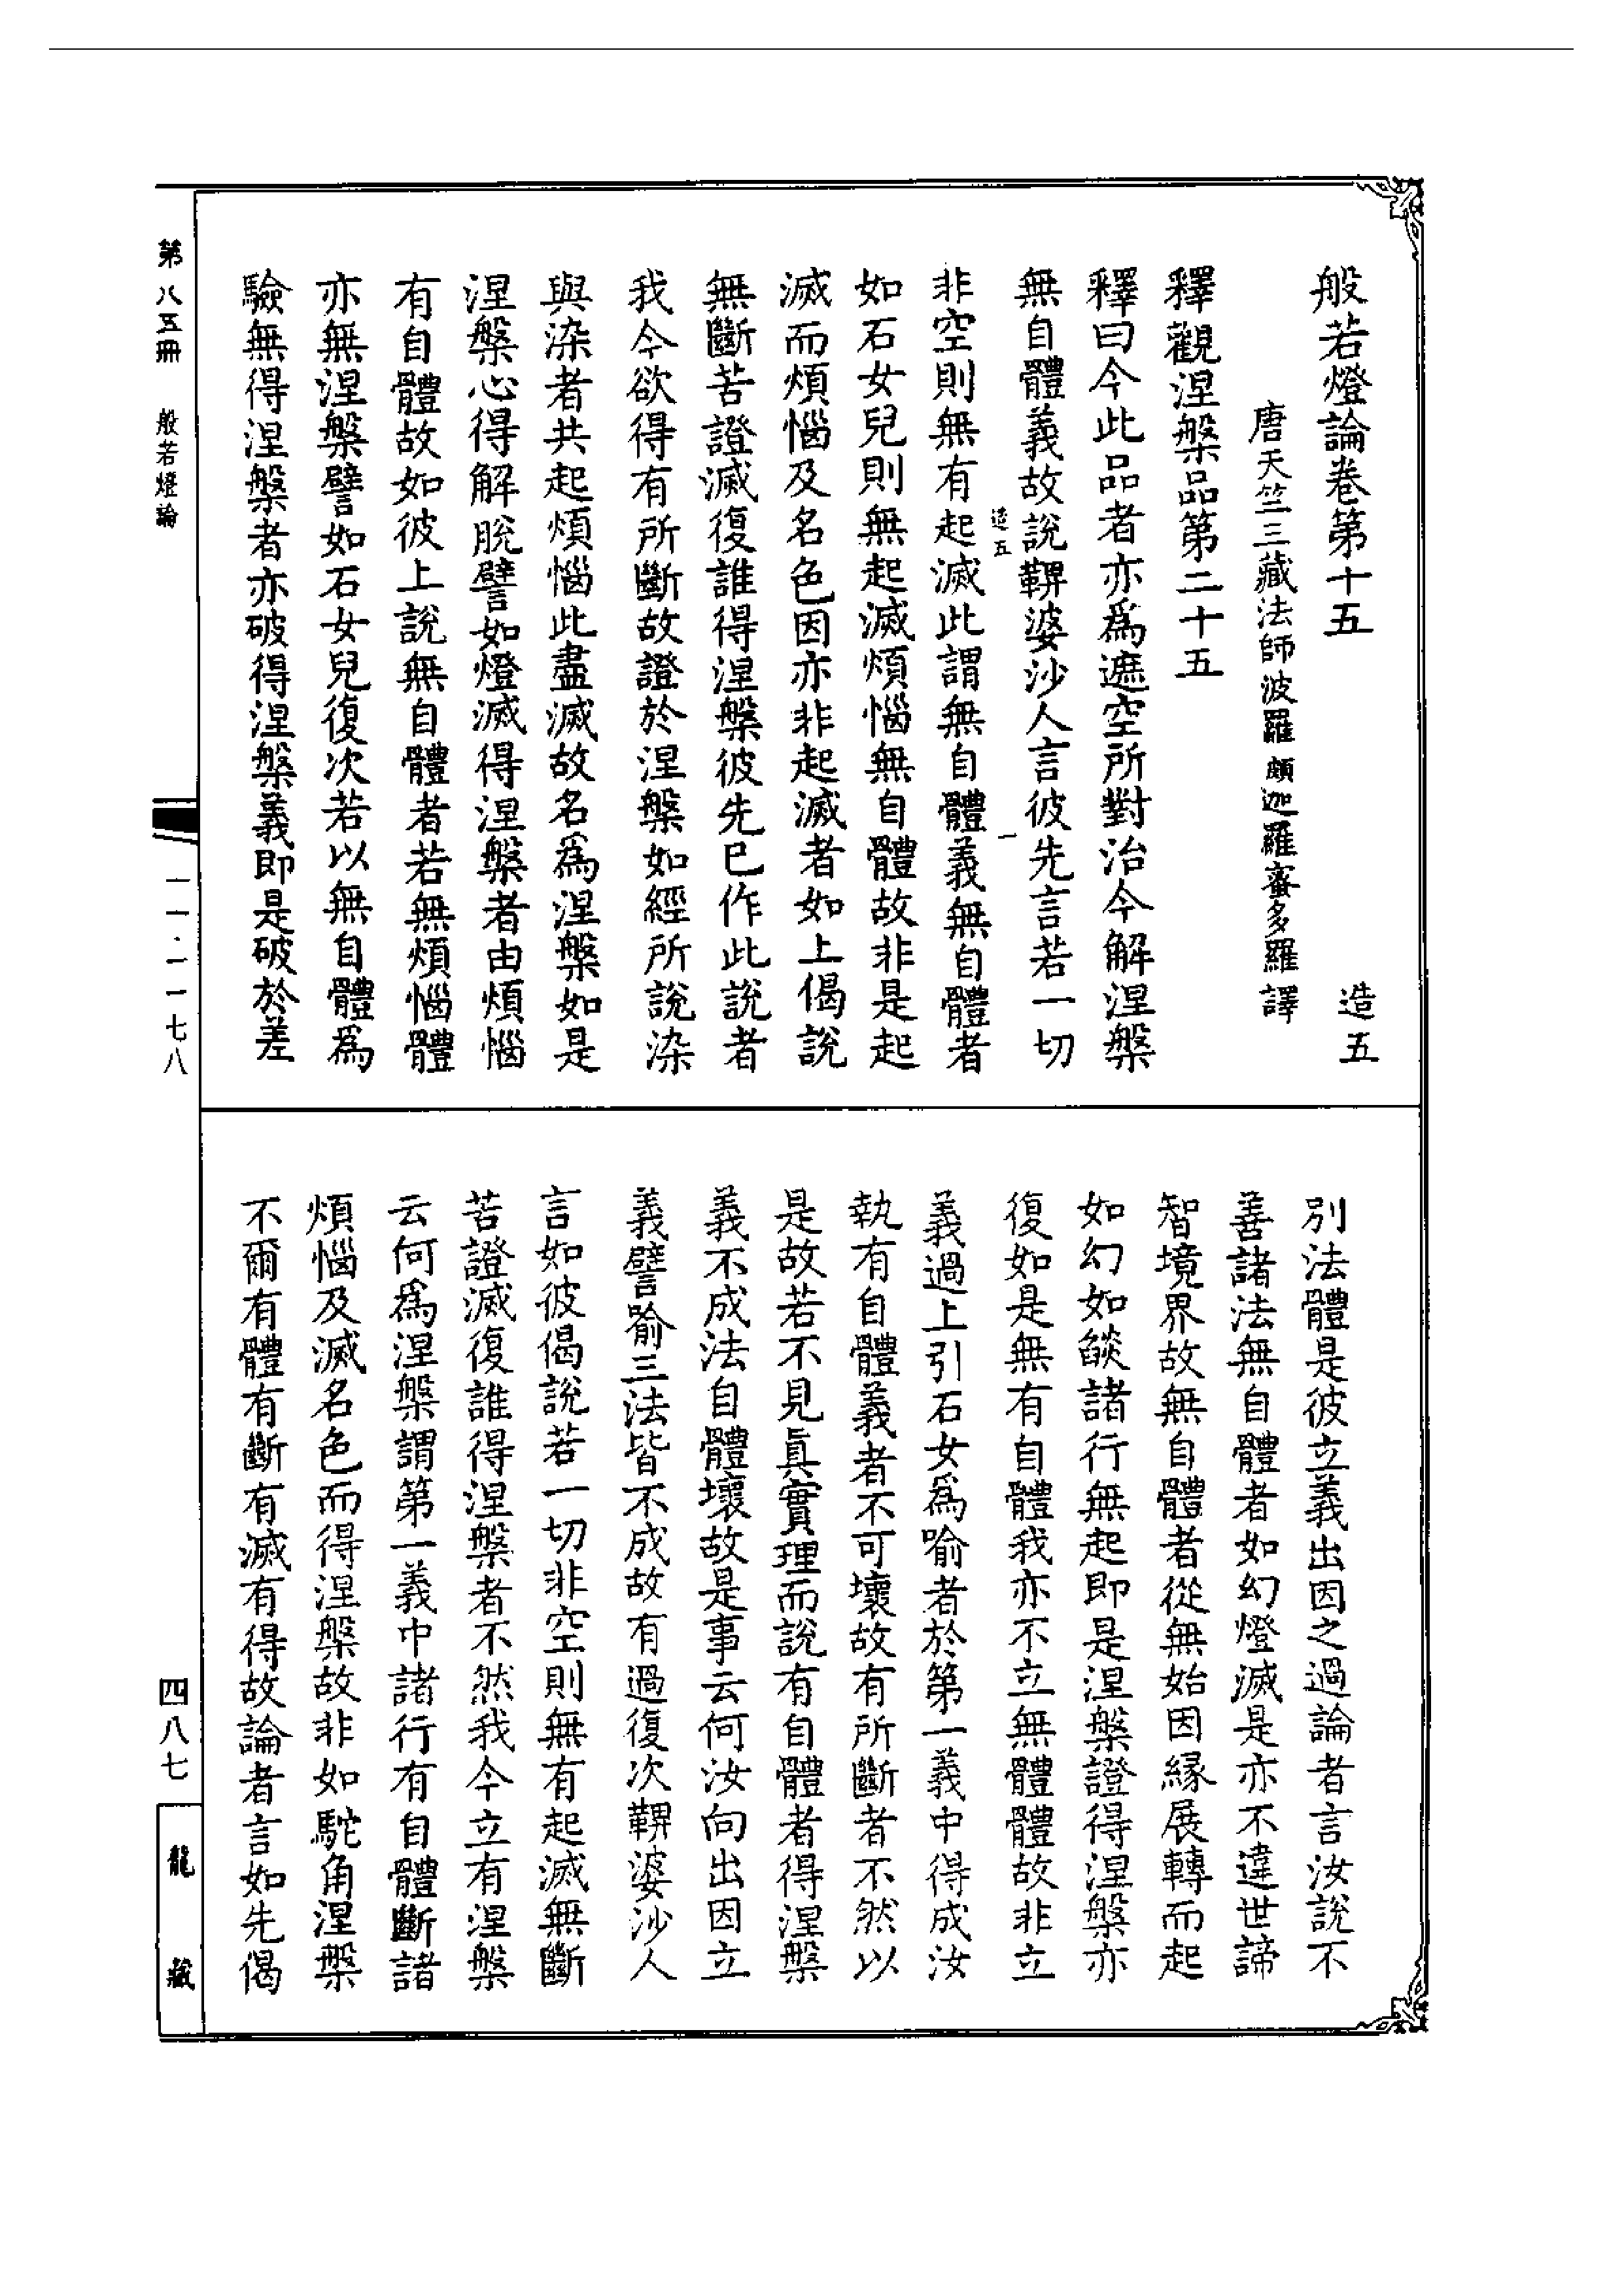 般若燈論卷第十五
造五
唐天竺三藏法師波羅頗迦羅蜜多羅譯
釋觀涅槃品第二十五
釋曰今此品者亦爲遮空所對治今解涅槃
無自體義故說鞞婆沙人言彼先言若一切
造五
一
非空則無有起滅此謂無自體義無自體者
如石女兒則無起滅煩惱無自體故非是起
滅而煩惱及名色因亦非起滅者如上偈說
無斷苦證滅復誰得涅槃彼先已作此說者
我今欲得有所斷故證於涅槃如經所說染
與染者共起煩惱此盡滅故名爲涅槃如是
涅槃心得解脫譬如燈滅得涅槃者由煩惱
有自體故如彼上說無自體者若無煩惱體
亦無涅槃譬如石女兒復次若以無自體爲
驗無得涅槃者亦破得涅槃義即是破於差
別法體是彼立義出因之過論者言汝說不
善諸法無自體者如幻燈滅是亦不違世諦
智境界故無自體者從無始因緣展轉而起
如幻如燄諸行無起即是涅槃證得涅槃亦
復如是無有自體我亦不立無體體故非立
義過上引石女爲喻者於第一義中得成汝
執有自體義者不可壞故有所斷者不然以
是故若不見眞實理而說有自體者得涅槃
義不成法自體壞故是事云何汝向出因立
義譬喻三法皆不成故有過復次鞞婆沙人
言如彼偈說若一切非空則無有起滅無斷
苦證滅復誰得涅槃者不然我今立有涅槃
云何爲涅槃謂第一義中諸行有自體斷諸
煩惱及滅名色而得涅槃故非如駝角涅槃
不爾有體有斷有滅有得故論者言如先偈
第八五冊
般若燈論
一一·一一七八
四八七
龍藏